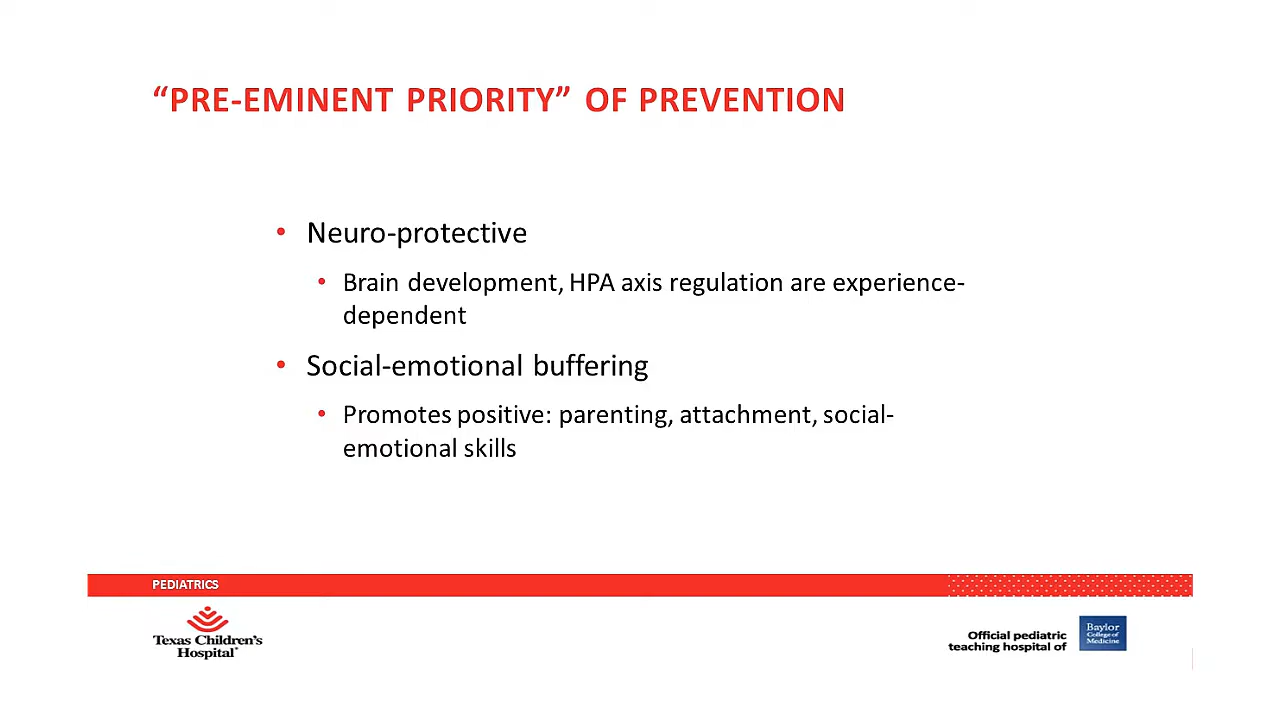 “PRE-EMINENT PRIORITY” OF PREVENTION
• Neuro-protective
• Brain development, HPA axis regulation are experience-
dependent
• Social-emotional buffering
• Promotes positive: parenting, attachment, social-
emotional skills
PEDIATRICS
Texas Children's
Hospital
Official pediatric
teaching hospital of
Baylor
College of
Medicine